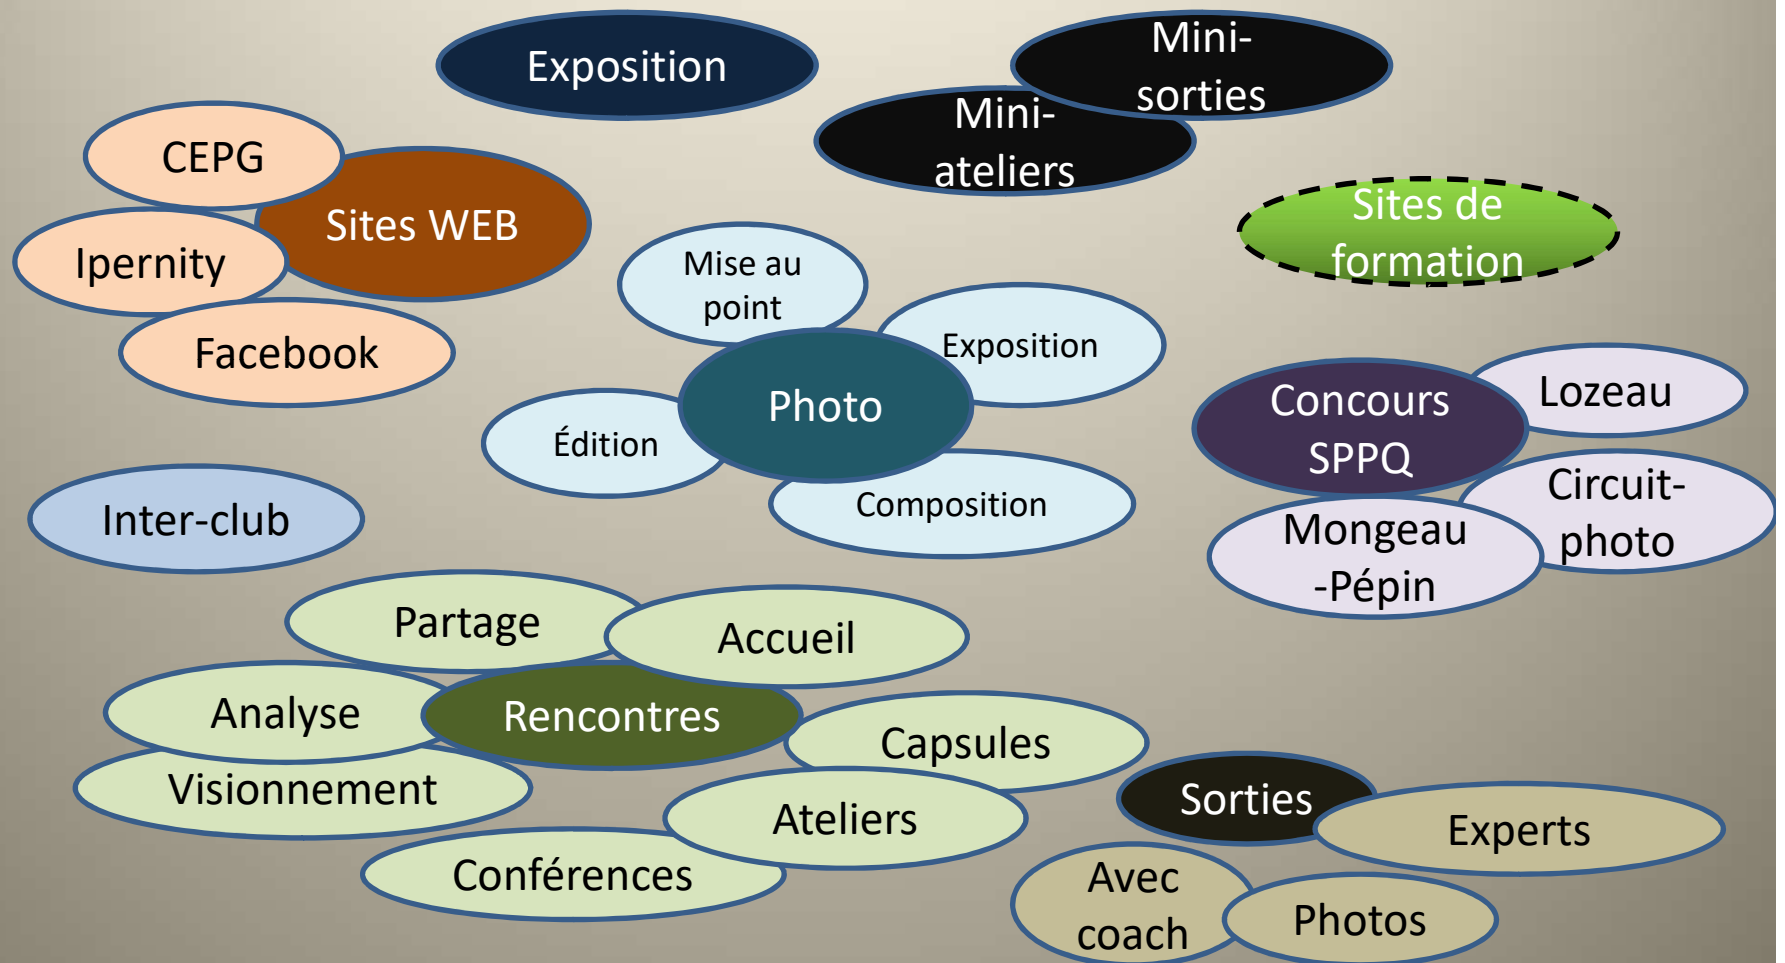 Exposition
Mini-
sorties
Mini-
ateliers
CEPG
Sites WEB
Ipernity
Facebook
Sites de
formation
Mise au
point
Exposition
Photo
Édition
Composition
Concours
SPPQ
Lozeau
Circuit-
photo
Mongeau
-Pépin
Inter-club
Partage
Accueil
Analyse
Rencontres
Capsules
Visionnement
Ateliers
Conférences
Sorties
Experts
Avec
coach
Photos